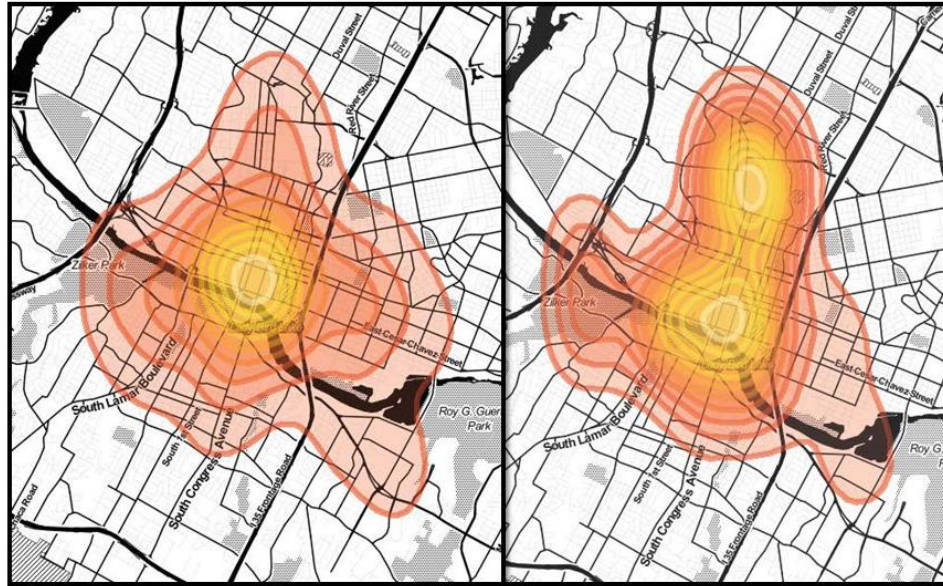 Duval Street
Red River Street
Zilker Park
East Cesar Chavez Street
South Lamar Boulevard
Roy G. Guer
Park
South 1st Street
South Congress Avenue
I35 Frontage Road
Duval Street
Red River Street
Zilker Park
East Cesar Chavez Street
South Lamar Boulevard
Roy G.
South 1st Street
South Congress Avenue
I35 Frontage Road